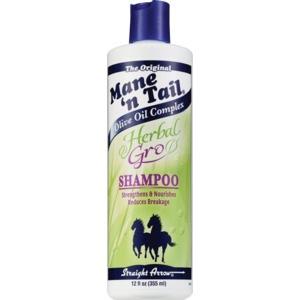 The Original
Mane 'n Tail
Olive Oil Complex
Herbal
Gro
SHAMPOO
Strengthens & Nourishes
Reduces Breakage
Straight Arrow
12 fl oz (355 ml)